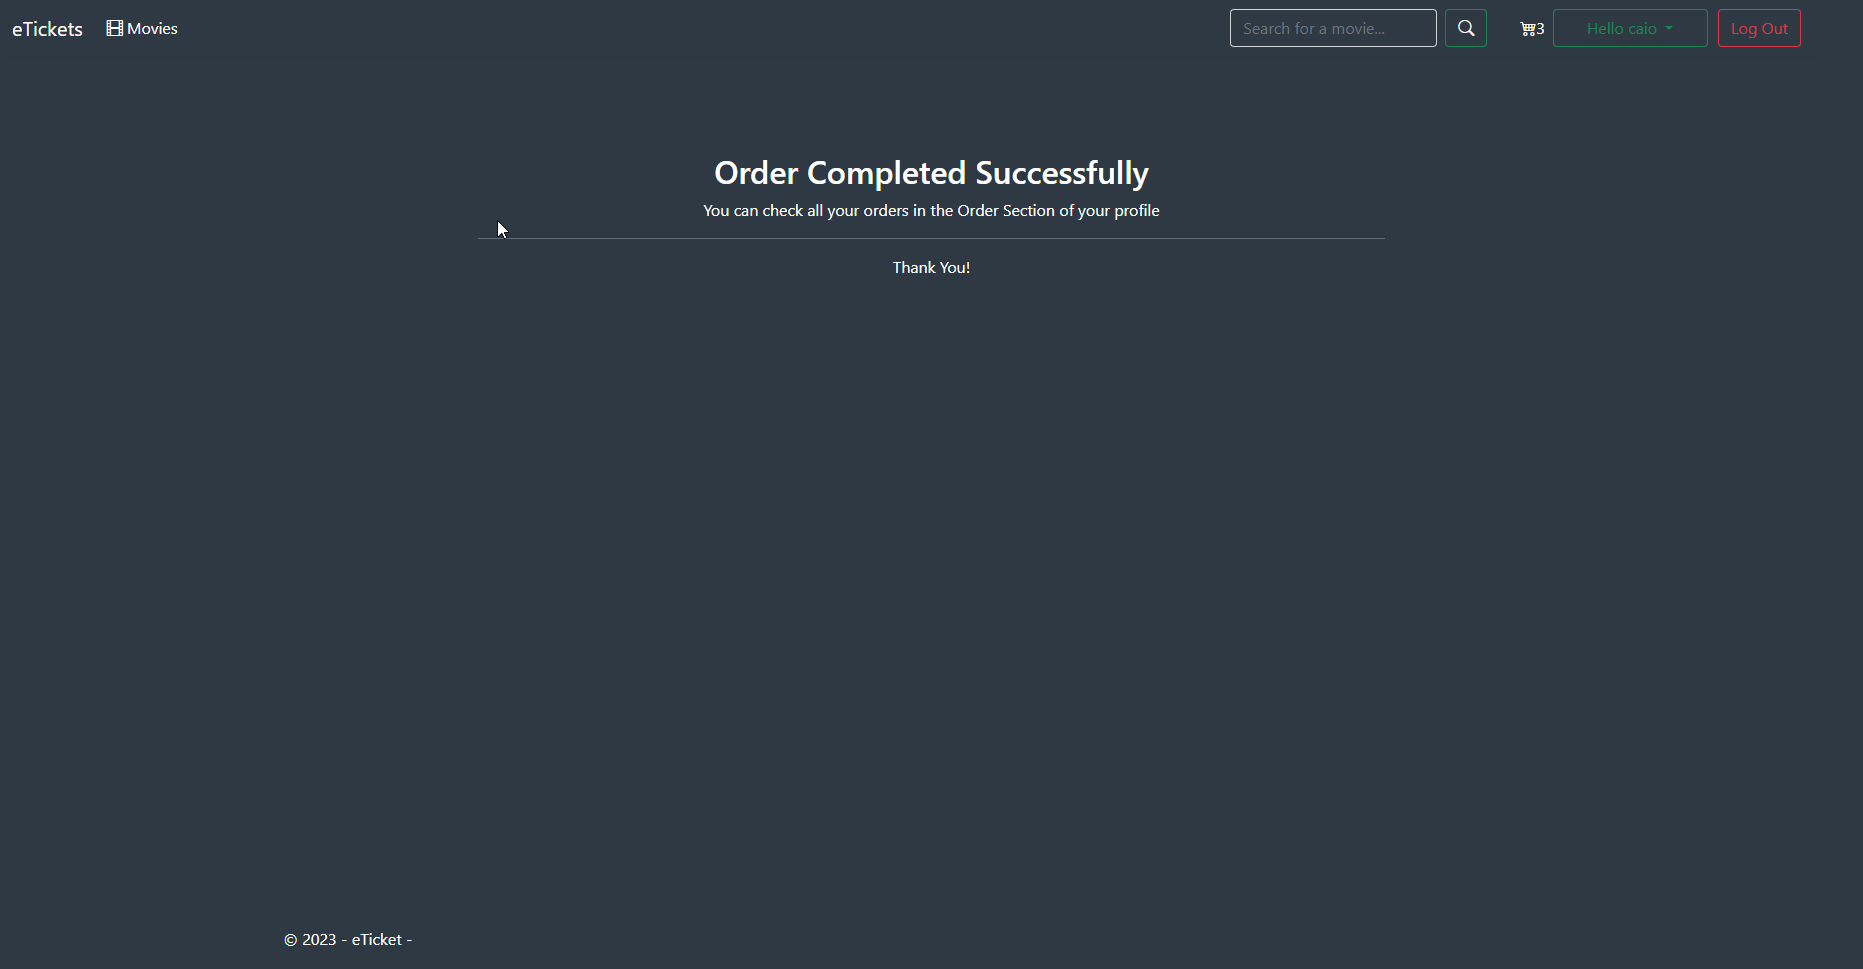 eTickets Movies Search for a movie... 3 Hello caio Log Out
Order Completed Successfully
You can check all your orders in the Order Section of your profile
Thank You!
© 2023 - eTicket -